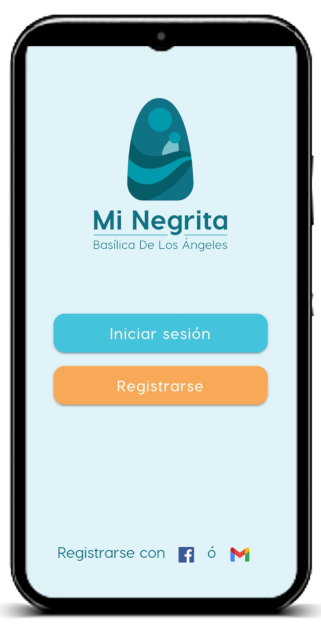 Mi Negrita
Basílica De Los Ángeles
Iniciar sesión
Registrarse
Registrarse con ó